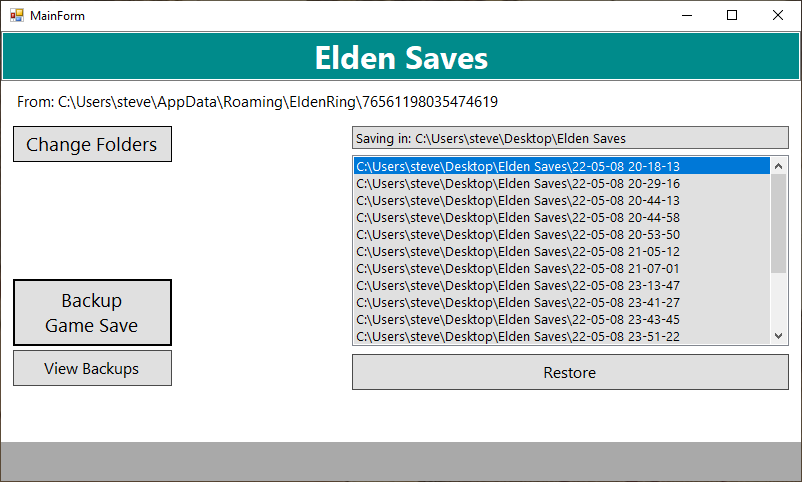 MainForm
Elden Saves
From: C:\Users\steve\AppData\Roaming\EldenRing\76561198035474619
Change Folders
Saving in: C:\Users\steve\Desktop\Elden Saves
C:\Users\steve\Desktop\Elden Saves\22-05-08 20-18-13
C:\Users\steve\Desktop\Elden Saves\22-05-08 20-29-16
C:\Users\steve\Desktop\Elden Saves\22-05-08 20-44-13
C:\Users\steve\Desktop\Elden Saves\22-05-08 20-44-58
C:\Users\steve\Desktop\Elden Saves\22-05-08 20-53-50
C:\Users\steve\Desktop\Elden Saves\22-05-08 21-05-12
C:\Users\steve\Desktop\Elden Saves\22-05-08 21-07-01
C:\Users\steve\Desktop\Elden Saves\22-05-08 23-13-47
C:\Users\steve\Desktop\Elden Saves\22-05-08 23-41-27
C:\Users\steve\Desktop\Elden Saves\22-05-08 23-43-45
C:\Users\steve\Desktop\Elden Saves\22-05-08 23-51-22
Backup
Game Save
View Backups
Restore